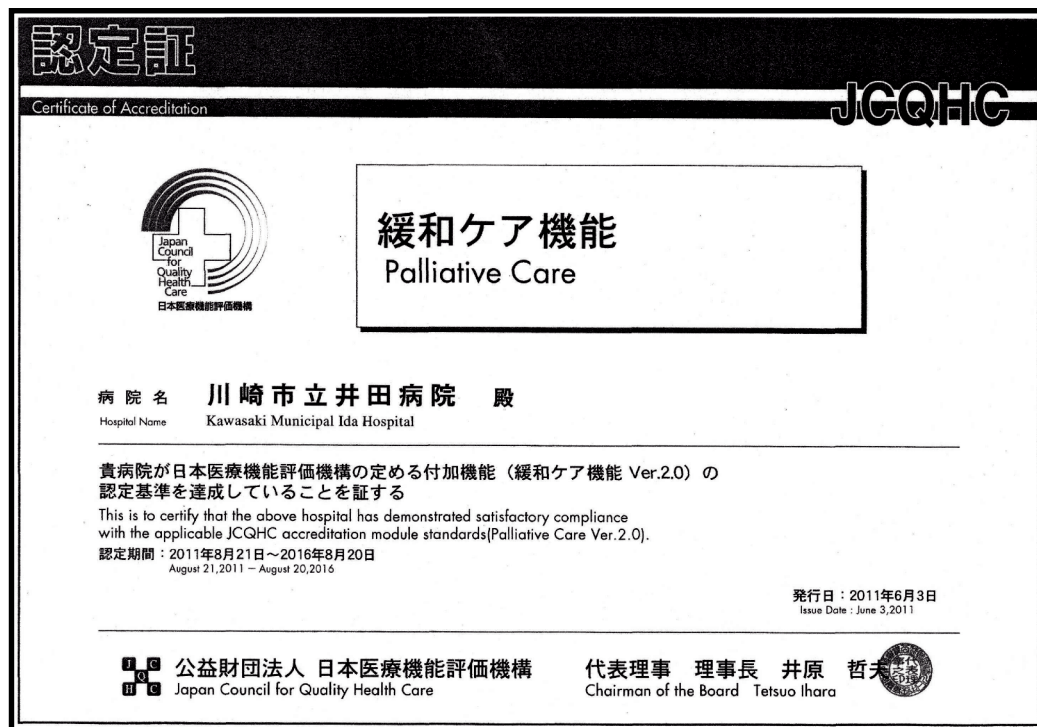 認定証
Certificate of Accreditation
JCQHC
Japan
Council
for
Quality
Health
Care
日本医療機能評価機構
緩和ケア機能
Palliative Care
病院名 川崎市立井田病院 殿
Hospital Name Kawasaki Municipal Ida Hospital
貴病院が日本医療機能評価機構の定める付加機能（緩和ケア機能 Ver.2.0）の
認定基準を達成していることを証する
This is to certify that the above hospital has demonstrated satisfactory compliance
with the applicable JCQHC accreditation module standards(Palliative Care Ver.2.0).
認定期間：2011年8月21日～2016年8月20日
August 21,2011 – August 20,2016
発行日：2011年6月3日
Issue Date : June 3,2011
J C
Q
H C
公益財団法人 日本医療機能評価機構
Japan Council for Quality Health Care
代表理事 理事長 井原 哲夫
Chairman of the Board Tetsuo Ihara